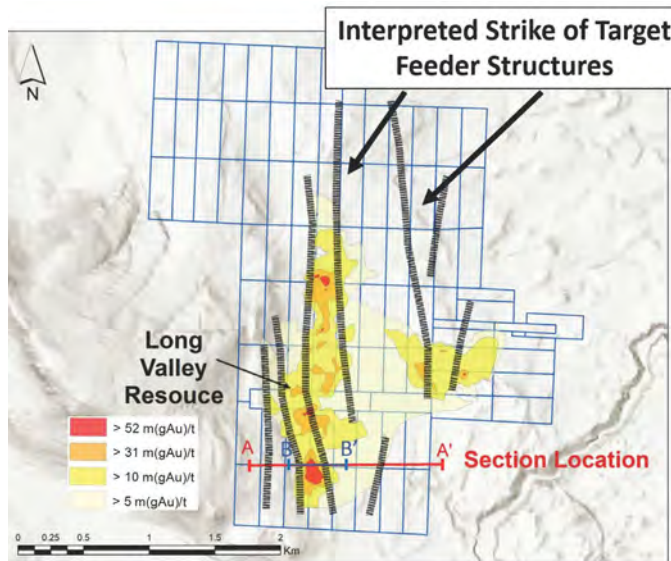 Interpreted Strike of Target
Feeder Structures
N
Long
Valley
Resouce
> 52 m(gAu)/t
> 31 m(gAu)/t
> 10 m(gAu)/t
> 5 m(gAu)/t
A B B' A' Section Location
0 0.25 0.5 1 1.5 2
Km